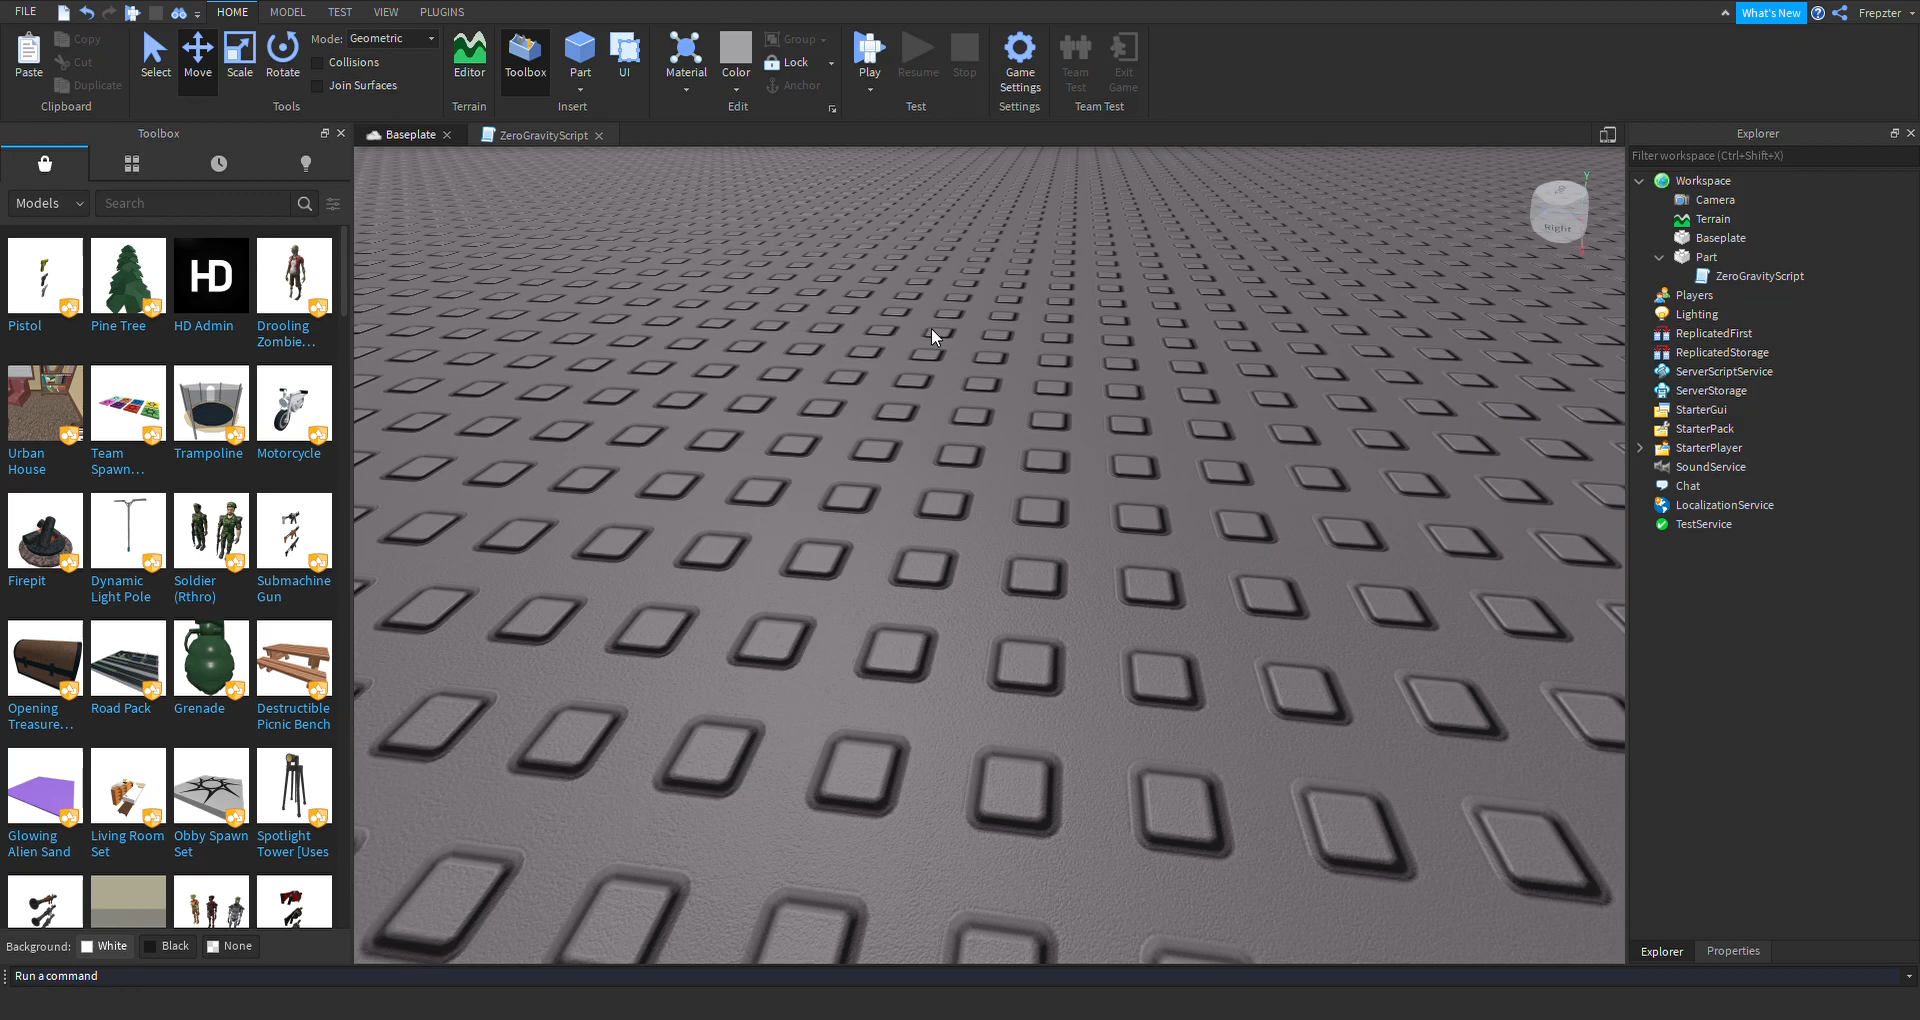 FILE HOME MODEL TEST VIEW PLUGINS What's New Frepzter
Paste Copy Cut Duplicate
Clipboard
Select Move Scale Rotate
Mode: Geometric
Collisions
Join Surfaces
Tools
Editor
Terrain
Toolbox Part UI
Insert
Material Color Group Lock Anchor
Edit
Play Resume Stop
Test
Game
Settings
Settings
Team
Test
Exit
Game
Team Test
Toolbox
Models Search
Pistol Pine Tree HD Admin Drooling
Zombie...
HD
Urban
House
Team
Spawn...
Trampoline Motorcycle
Firepit Dynamic
Light Pole
Soldier
(Rthro)
Submachine
Gun
Opening
Treasure...
Road Pack Grenade Destructible
Picnic Bench
Glowing
Alien Sand
Living Room
Set
Obby Spawn
Set
Spotlight
Tower [Uses
Background: White Black None
Run a command
Baseplate ZeroGravityScript
Y
Right
Explorer
Filter workspace (Ctrl+Shift+X)
Workspace
Camera
Terrain
Baseplate
Part
ZeroGravityScript
Players
Lighting
ReplicatedFirst
ReplicatedStorage
ServerScriptService
ServerStorage
StarterGui
StarterPack
StarterPlayer
SoundService
Chat
LocalizationService
TestService
Explorer Properties